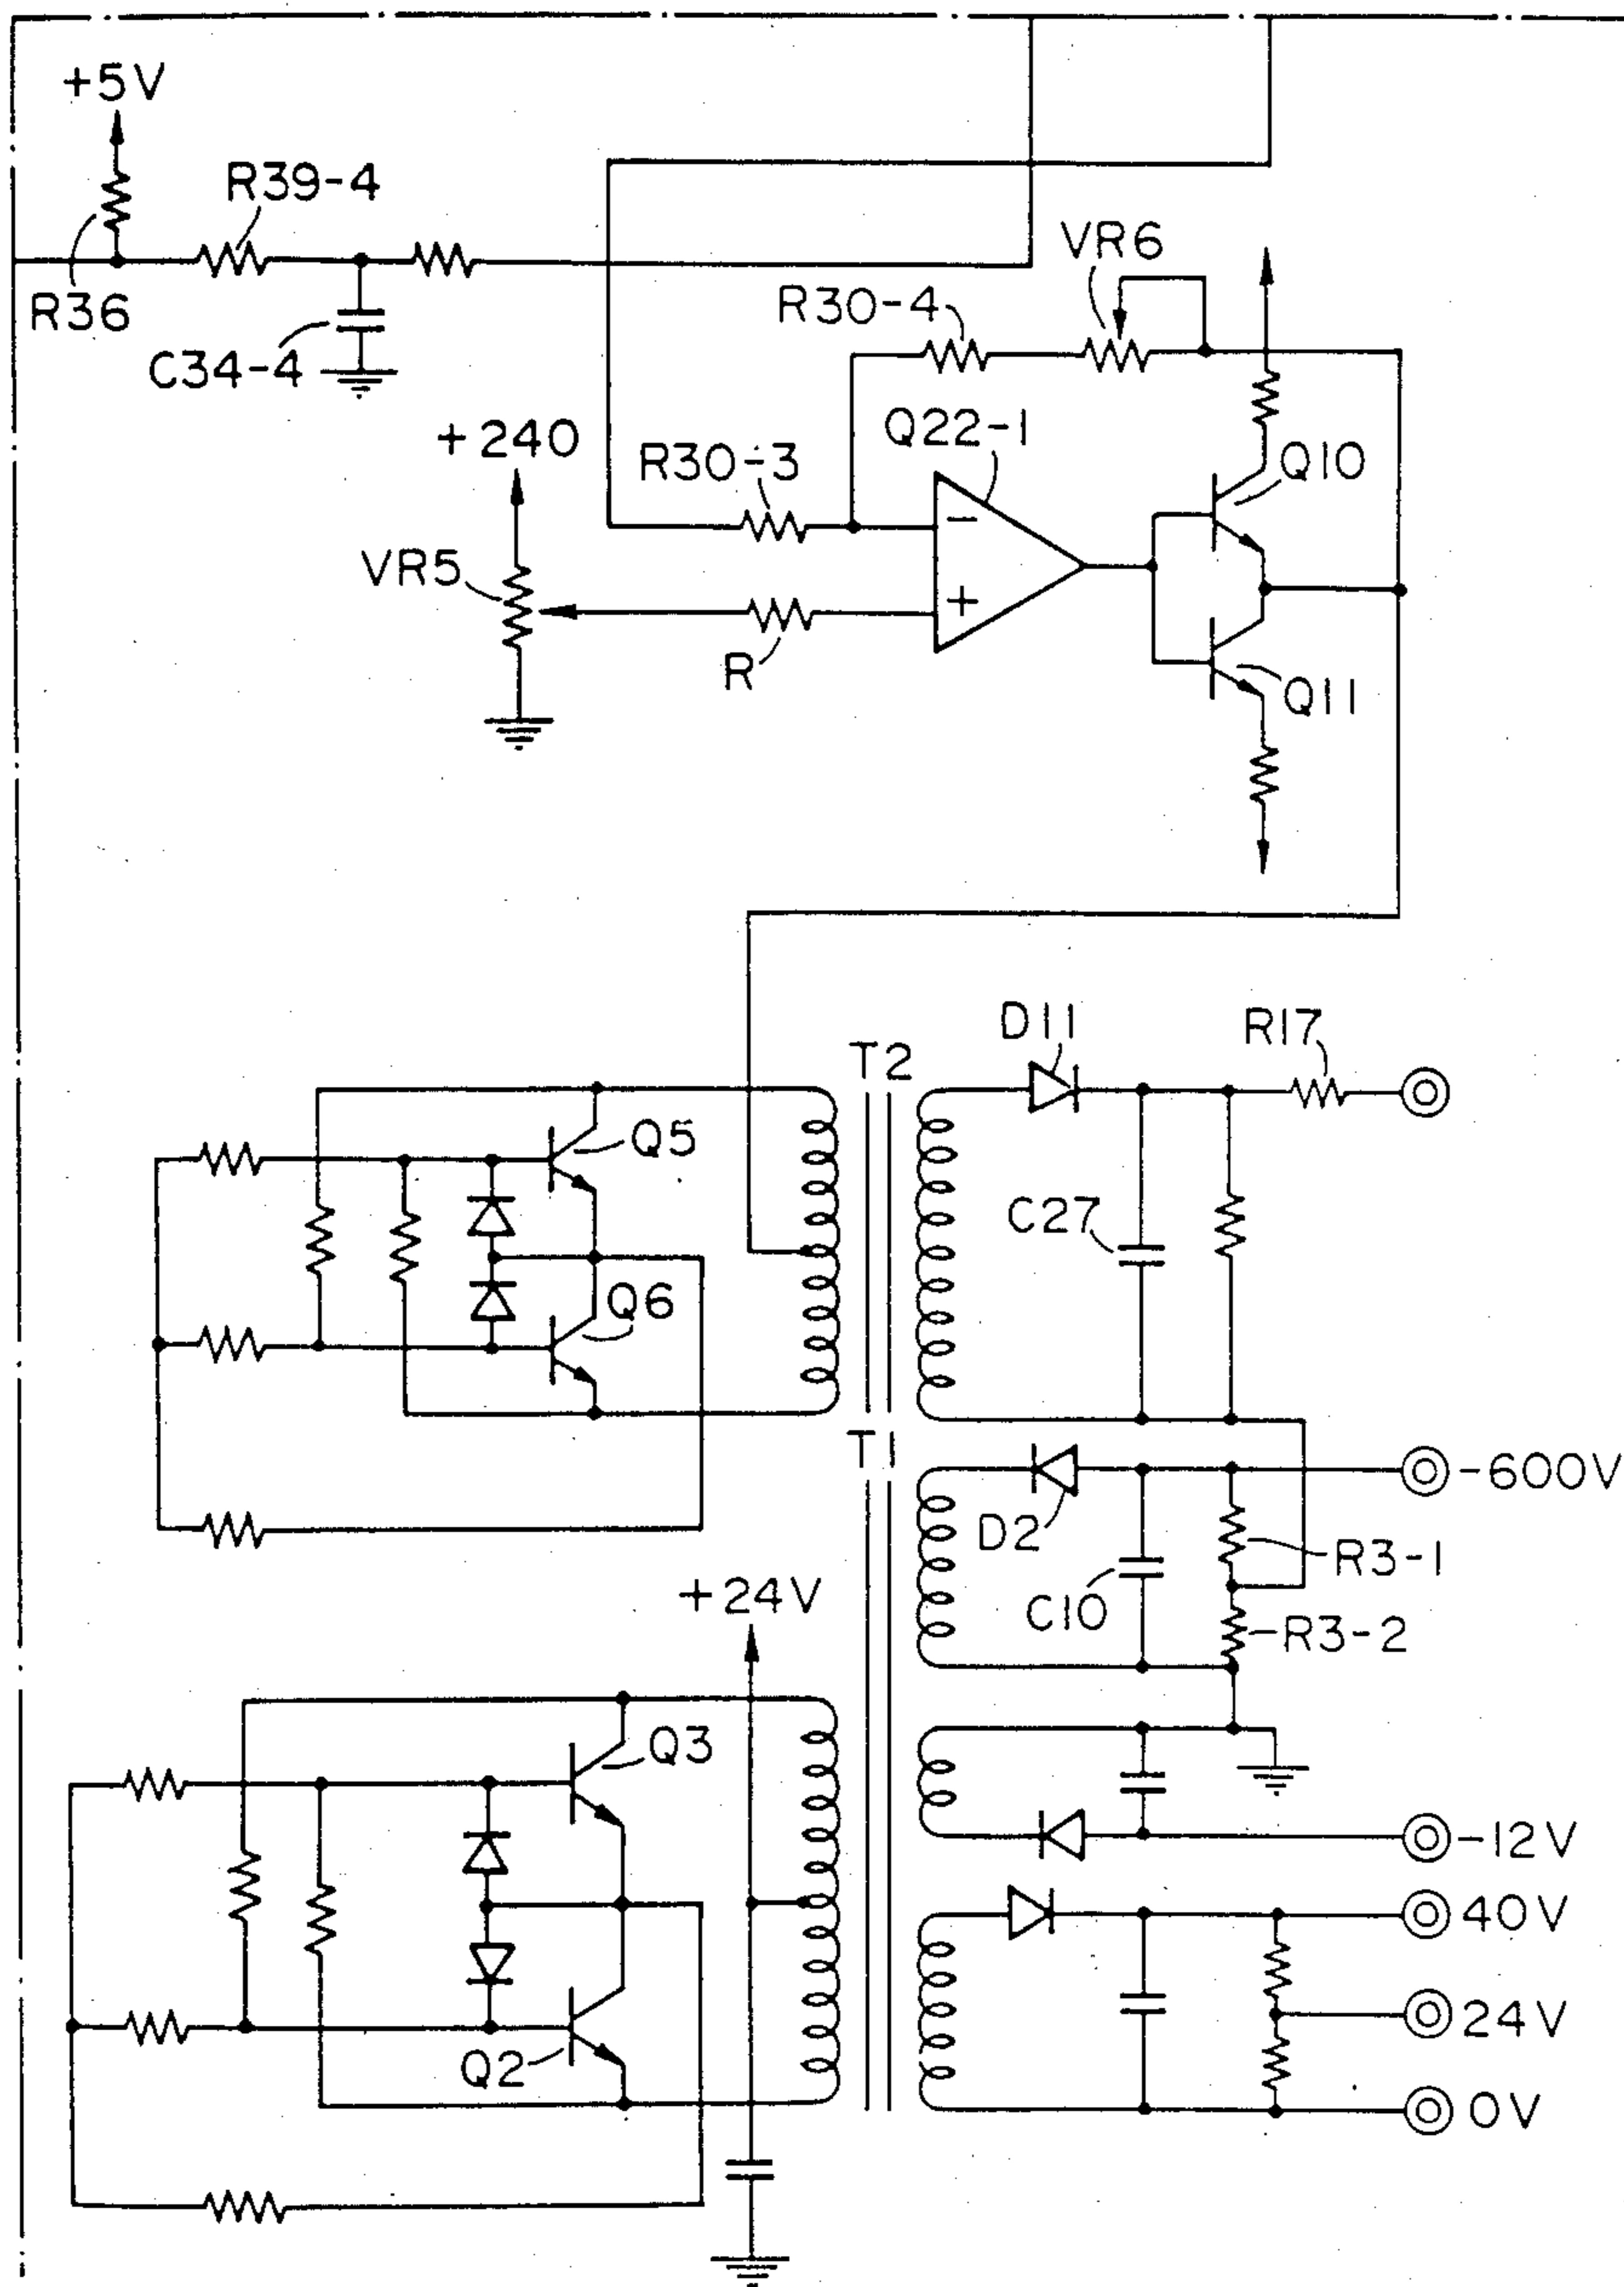 +5V
R39-4
R36
C34-4
VR6
R30-4
Q22-1
+240
R30-3
Q10
VR5
-
+
R
Q11
D11
R17
T2
Q5
C27
Q6
T1
-600V
D2
R3-1
+24V
C10
R3-2
Q3
-12V
40V
24V
Q2
0V